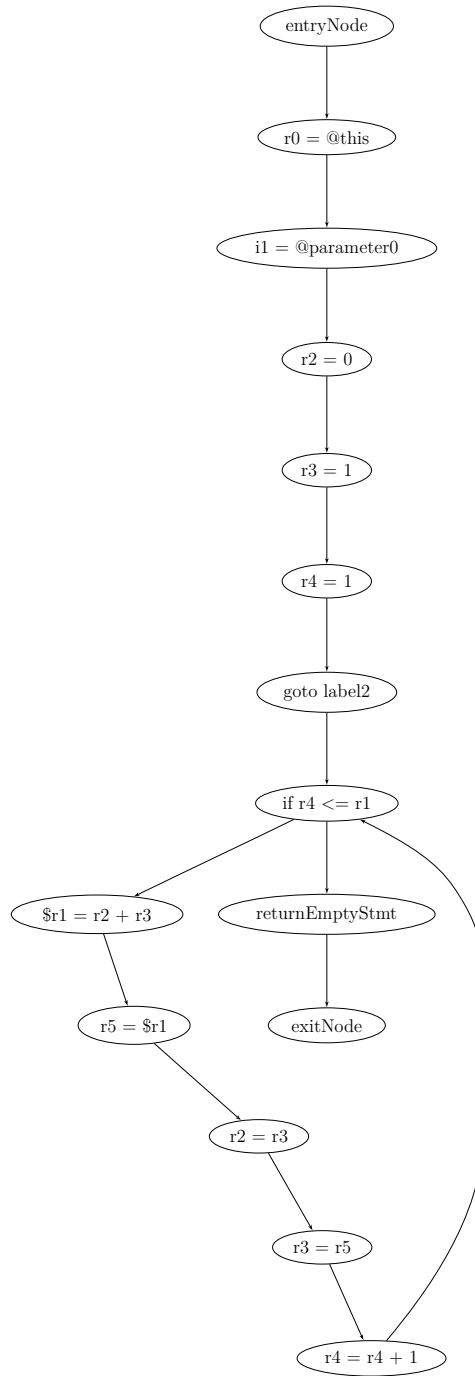 entryNode
r0 = @this
i1 = @parameter0
r2 = 0
r3 = 1
r4 = 1
goto label2
if r4 <= r1
$r1 = r2 + r3
returnEmptyStmt
r5 = $r1
exitNode
r2 = r3
r3 = r5
r4 = r4 + 1